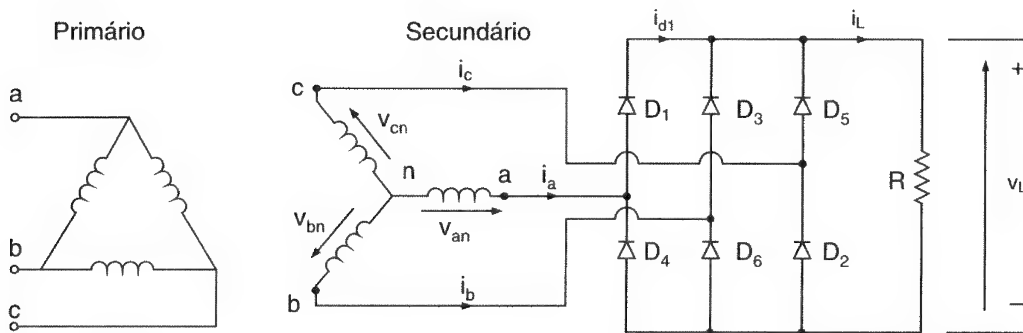 Primário
Secundário
a
b
c
c
i_c
v_cn
n
a
i_a
v_bn
v_an
b
i_b
i_d1
i_L
D_1
D_3
D_5
D_4
D_6
D_2
R
+
v_L
−